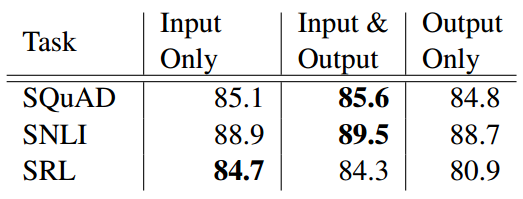 Task Input Only Input & Output Output Only
SQuAD 85.1 85.6 84.8
SNLI 88.9 89.5 88.7
SRL 84.7 84.3 80.9